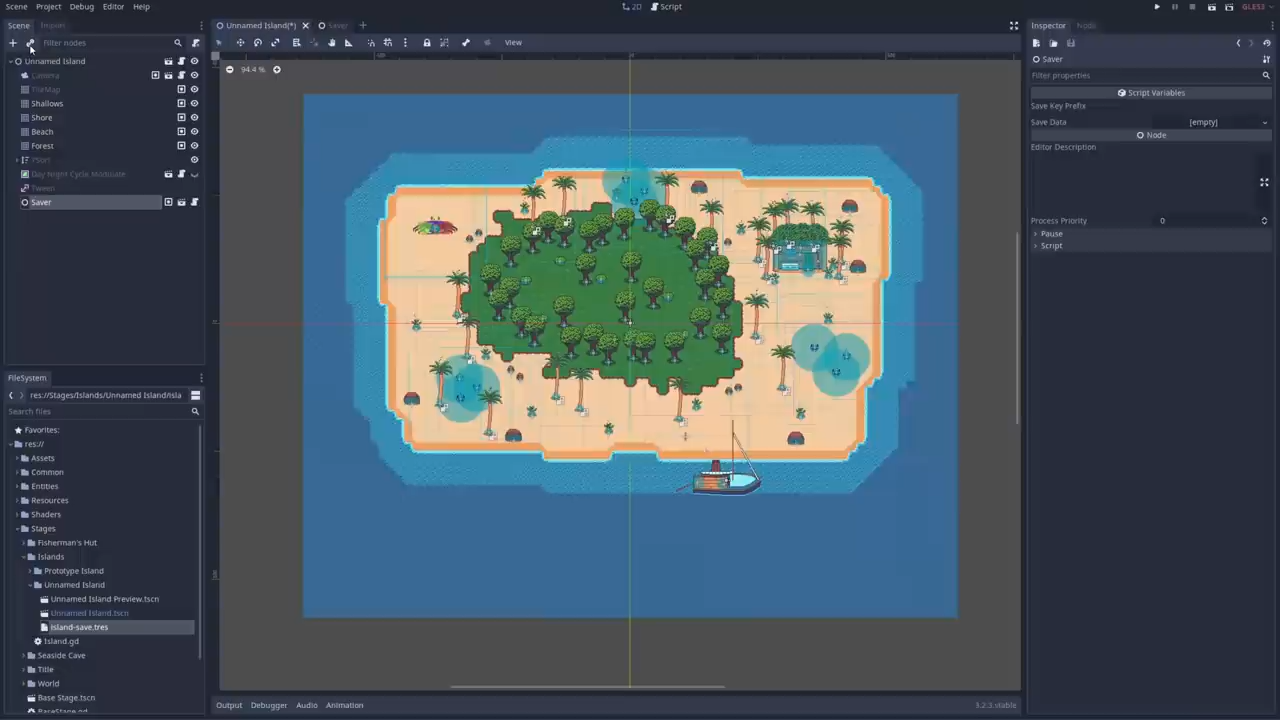 Scene Project Debug Editor Help
2D Script
GLES3
Scene Import
Unnamed Island(*) Saver
Inspector Node
Filter nodes
View
Unnamed Island
Camera
TileMap
Shallows
Shore
Beach
Forest
YSort
Day Night Cycle Modulate
Tween
Saver
94.4 %
Saver
Filter properties
Script Variables
Save Key Prefix
Save Data [empty]
Node
Editor Description
Process Priority 0
Pause
Script
FileSystem
res://Stages/Islands/Unnamed Island/isla
Search files
Favorites:
res://
Assets
Common
Entities
Resources
Shaders
Stages
Fisherman's Hut
Islands
Prototype Island
Unnamed Island
Unnamed Island Preview.tscn
Unnamed Island.tscn
island-save.tres
Island.gd
Seaside Cave
Title
World
Base Stage.tscn
BaseStage.gd
Output Debugger Audio Animation
3.2.3.stable